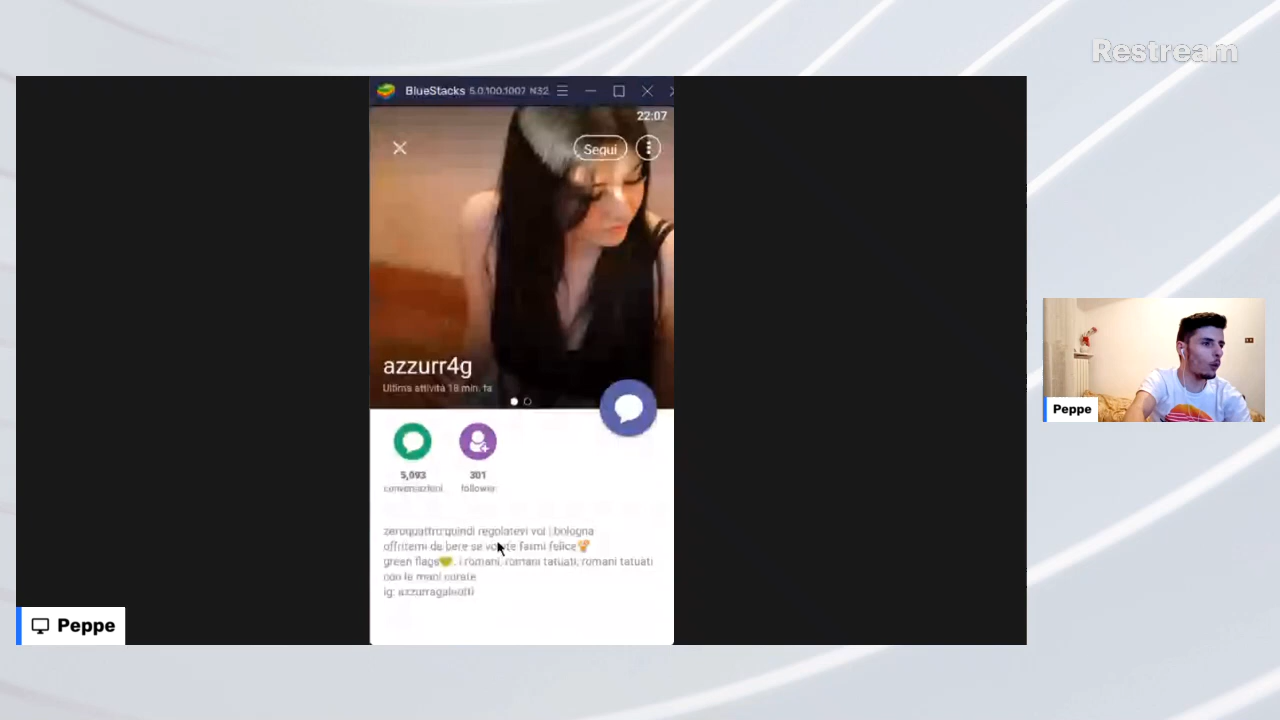 Restream
BlueStacks 5.0.100.1007 N32
22:07
Segui
azzurr4g
Ultima attività 18 min. fa
5,093
301
conversazioni
follower
zeroquattro quindi regolatevi voi | bologna
offritemi da bere se volete farmi felice
green flags : i romani, romani tatuati, romani tatuati
con le mani curate
ig:
Peppe
Peppe